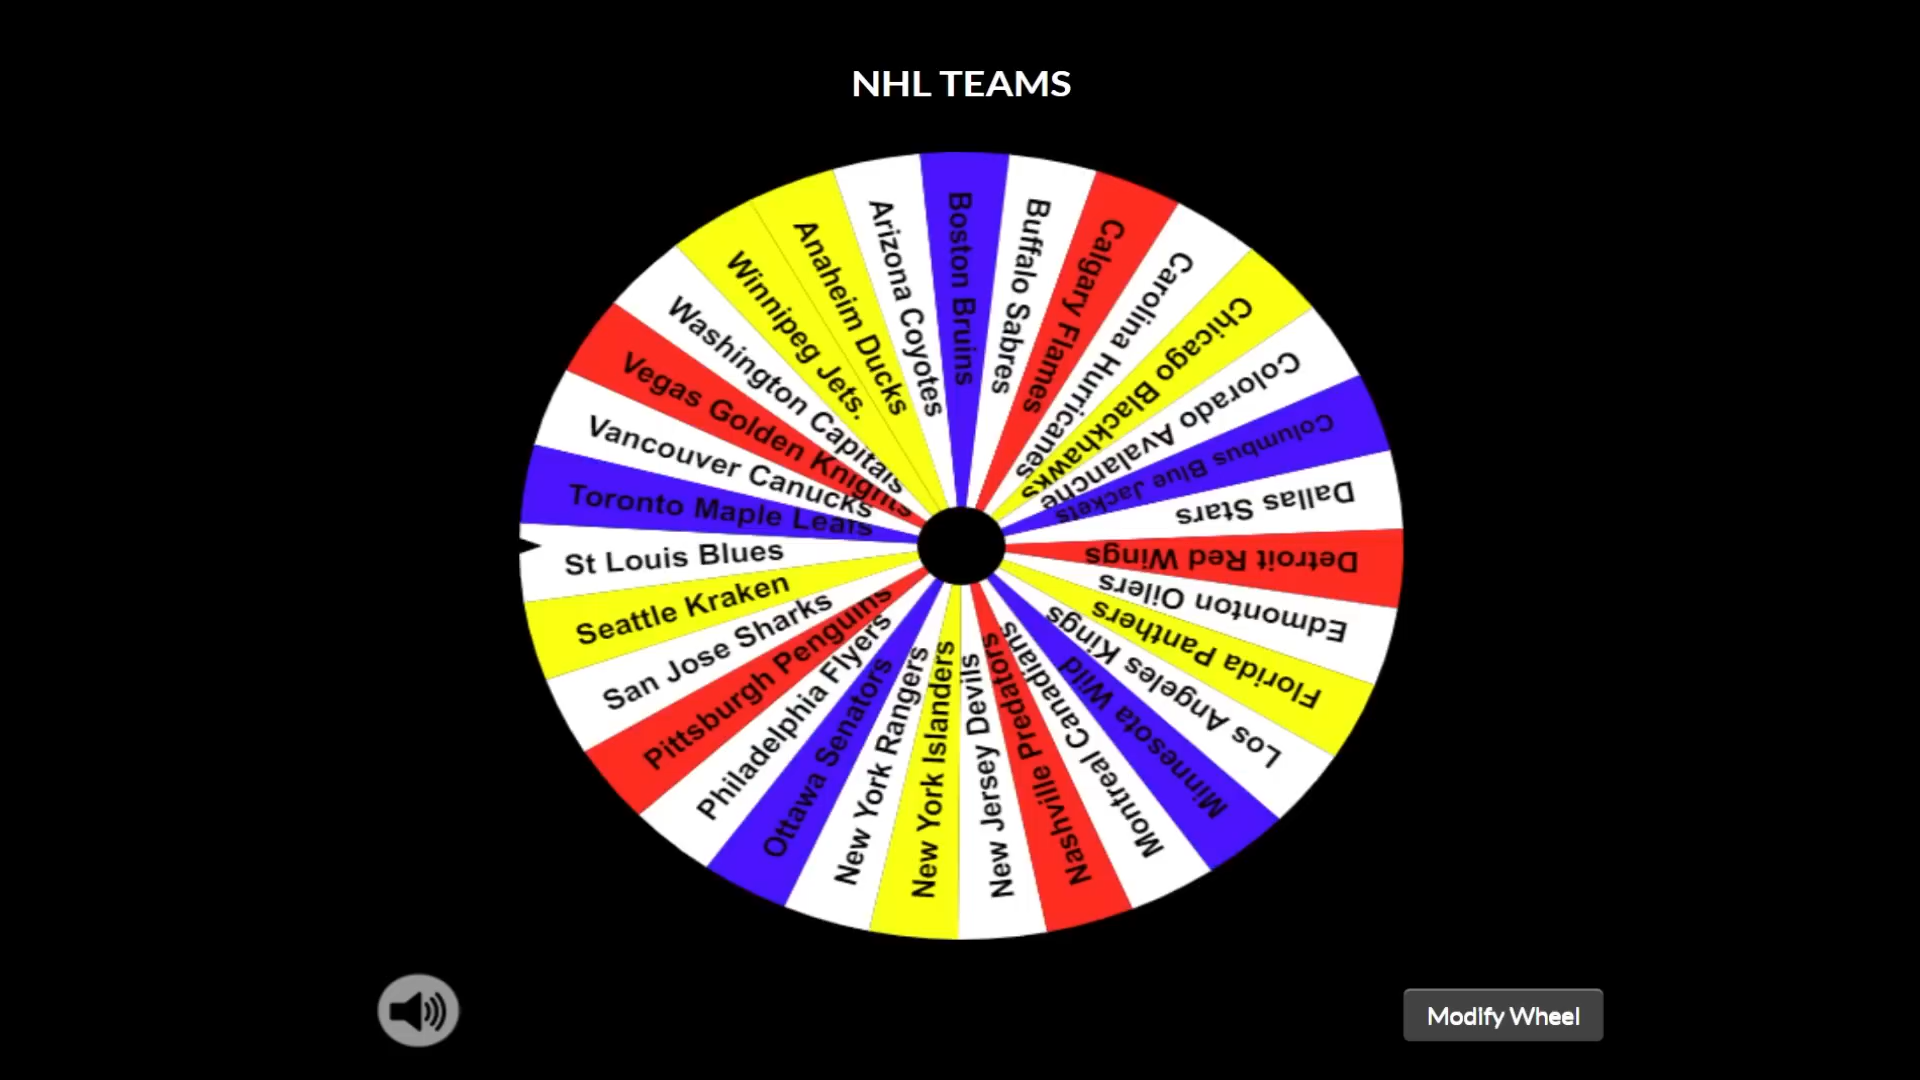 NHL TEAMS
Anaheim Ducks
Arizona Coyotes
Boston Bruins
Buffalo Sabres
Calgary Flames
Carolina Hurricanes
Chicago Blackhawks
Colorado Avalanche
Columbus Blue Jackets
Dallas Stars
Detroit Red Wings
Edmonton Oilers
Florida Panthers
Los Angeles Kings
Minnesota Wild
Montreal Canadians
Nashville Predators
New Jersey Devils
New York Islanders
New York Rangers
Ottawa Senators
Philadelphia Flyers
Pittsburgh Penguins
San Jose Sharks
Seattle Kraken
St Louis Blues
Toronto Maple Leafs
Vancouver Canucks
Vegas Golden Knights
Washington Capitals
Winnipeg Jets.
Modify Wheel